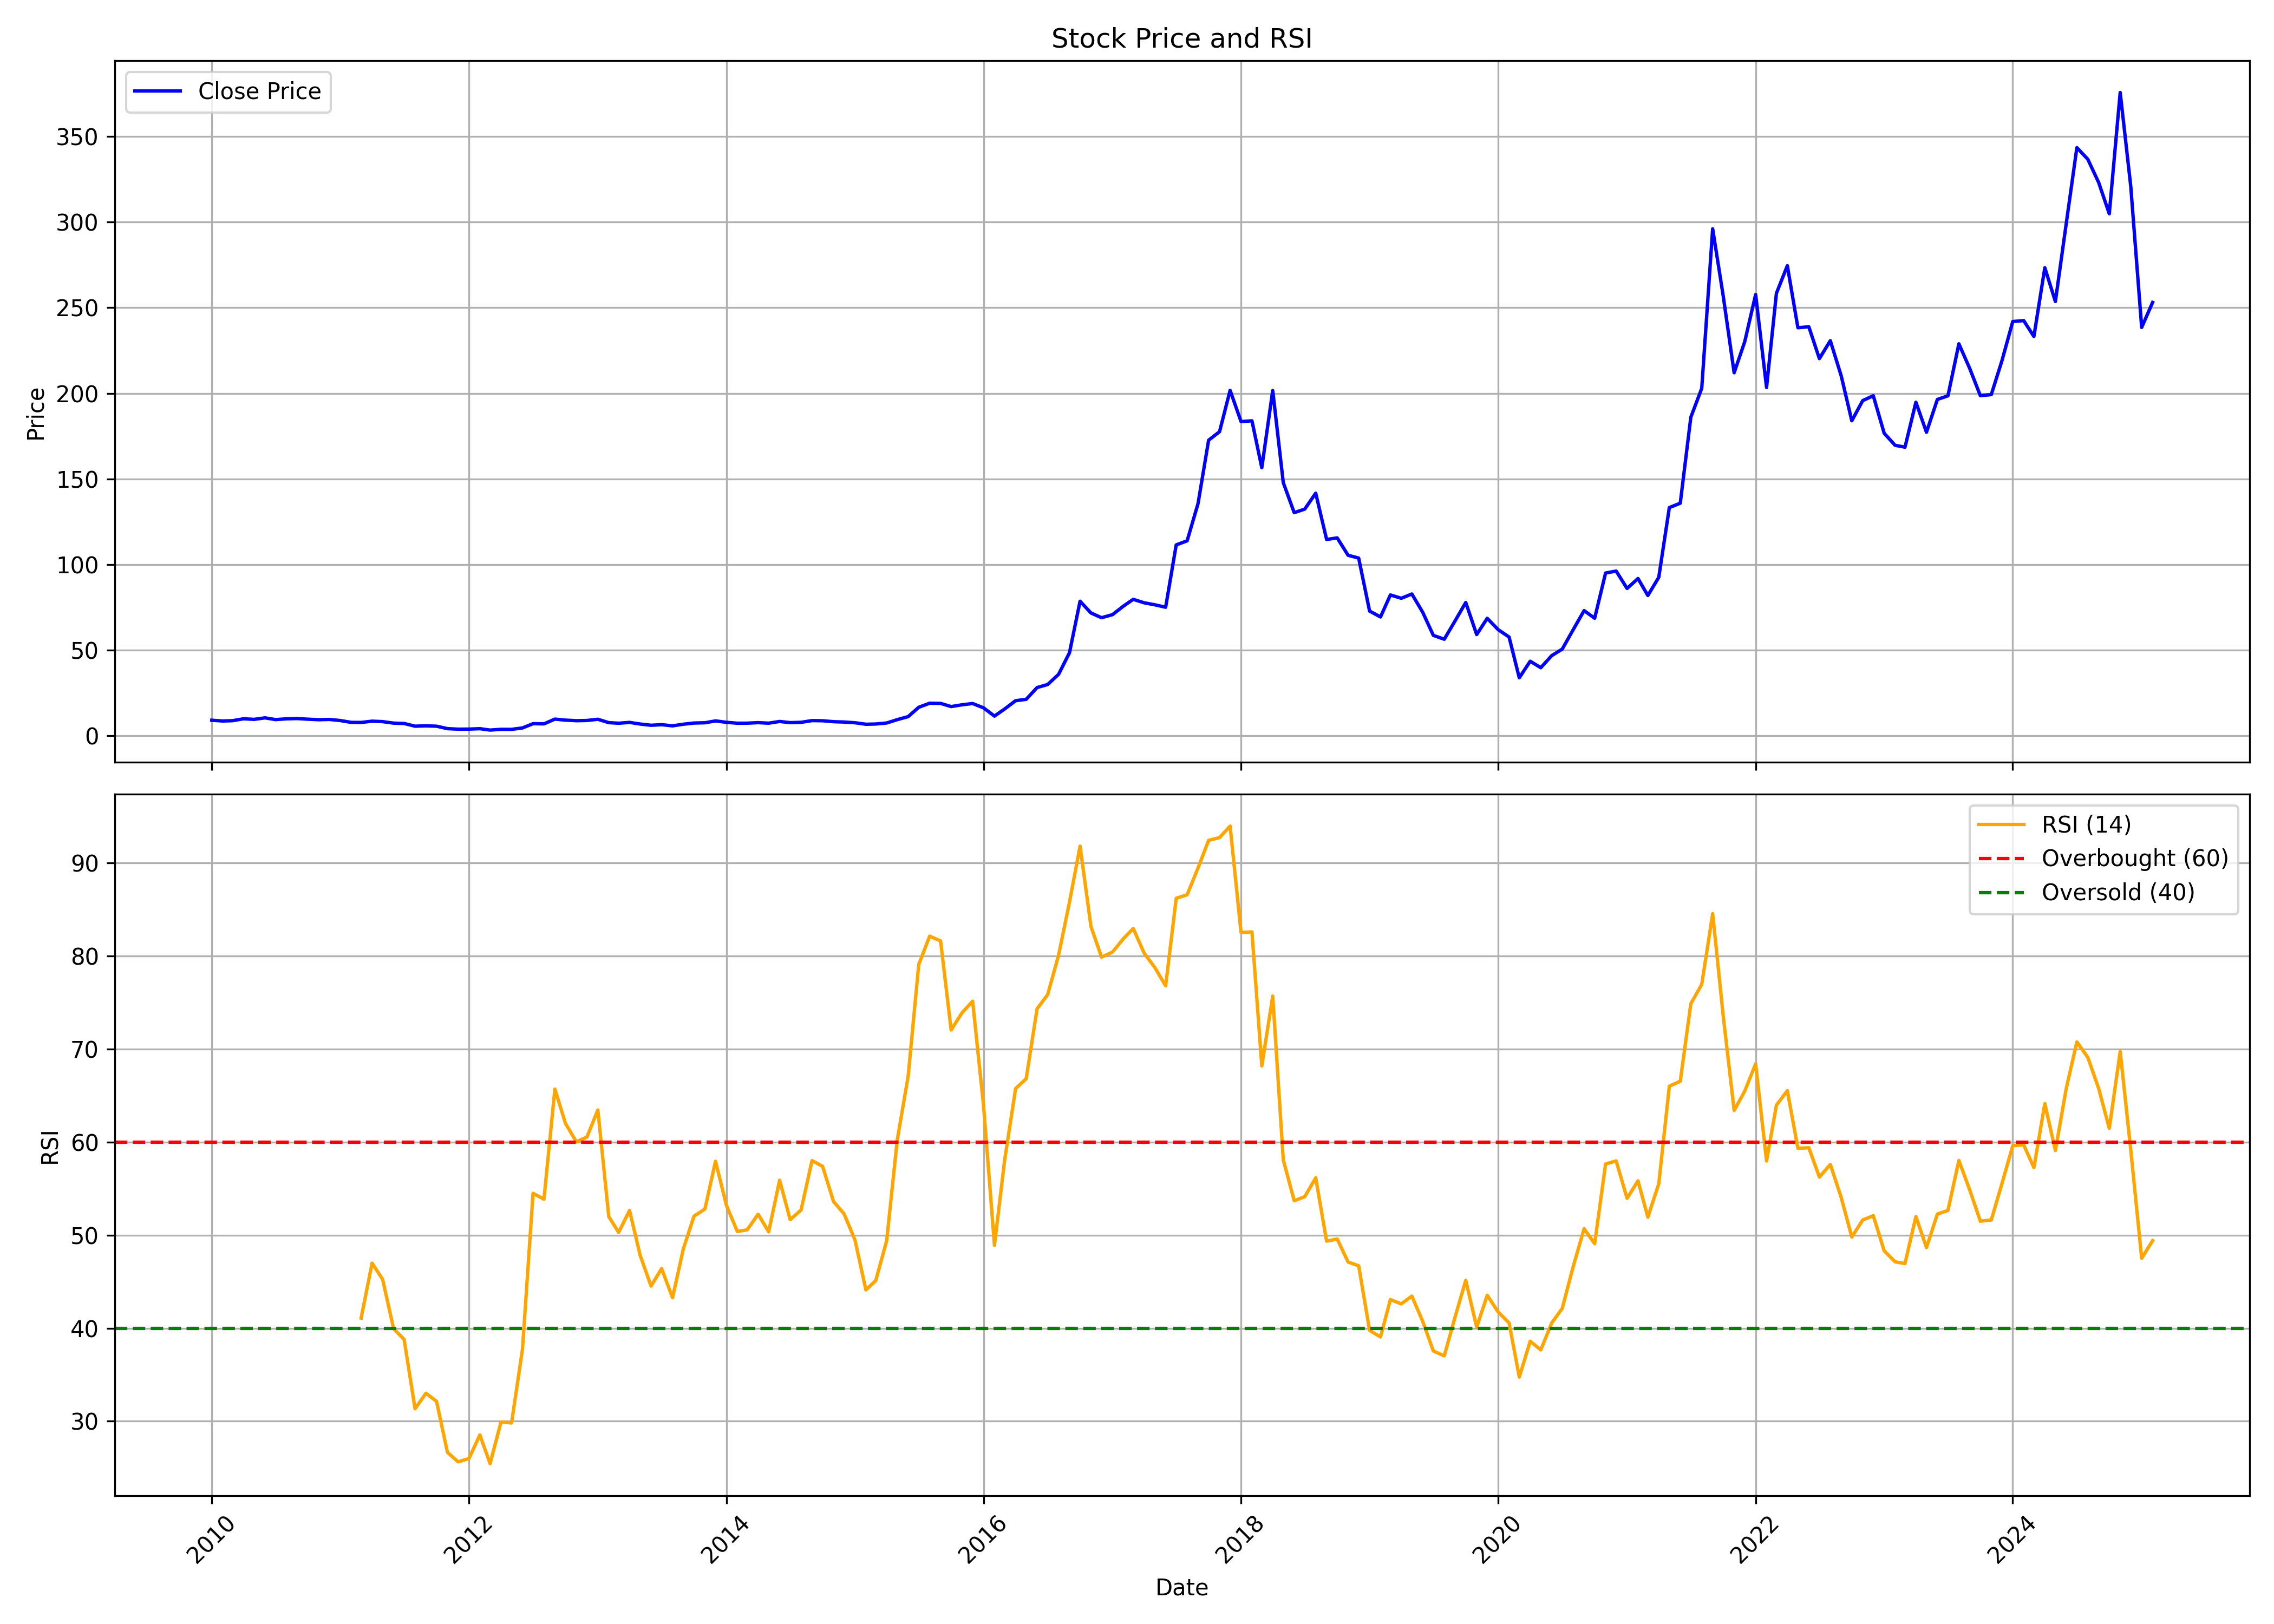 Stock Price and RSI
Close Price
350
300
250
200
150
100
50
0
Price
RSI (14)
Overbought (60)
Oversold (40)
90
80
70
60
50
40
30
RSI
2010
2012
2014
2016
2018
2020
2022
2024
Date